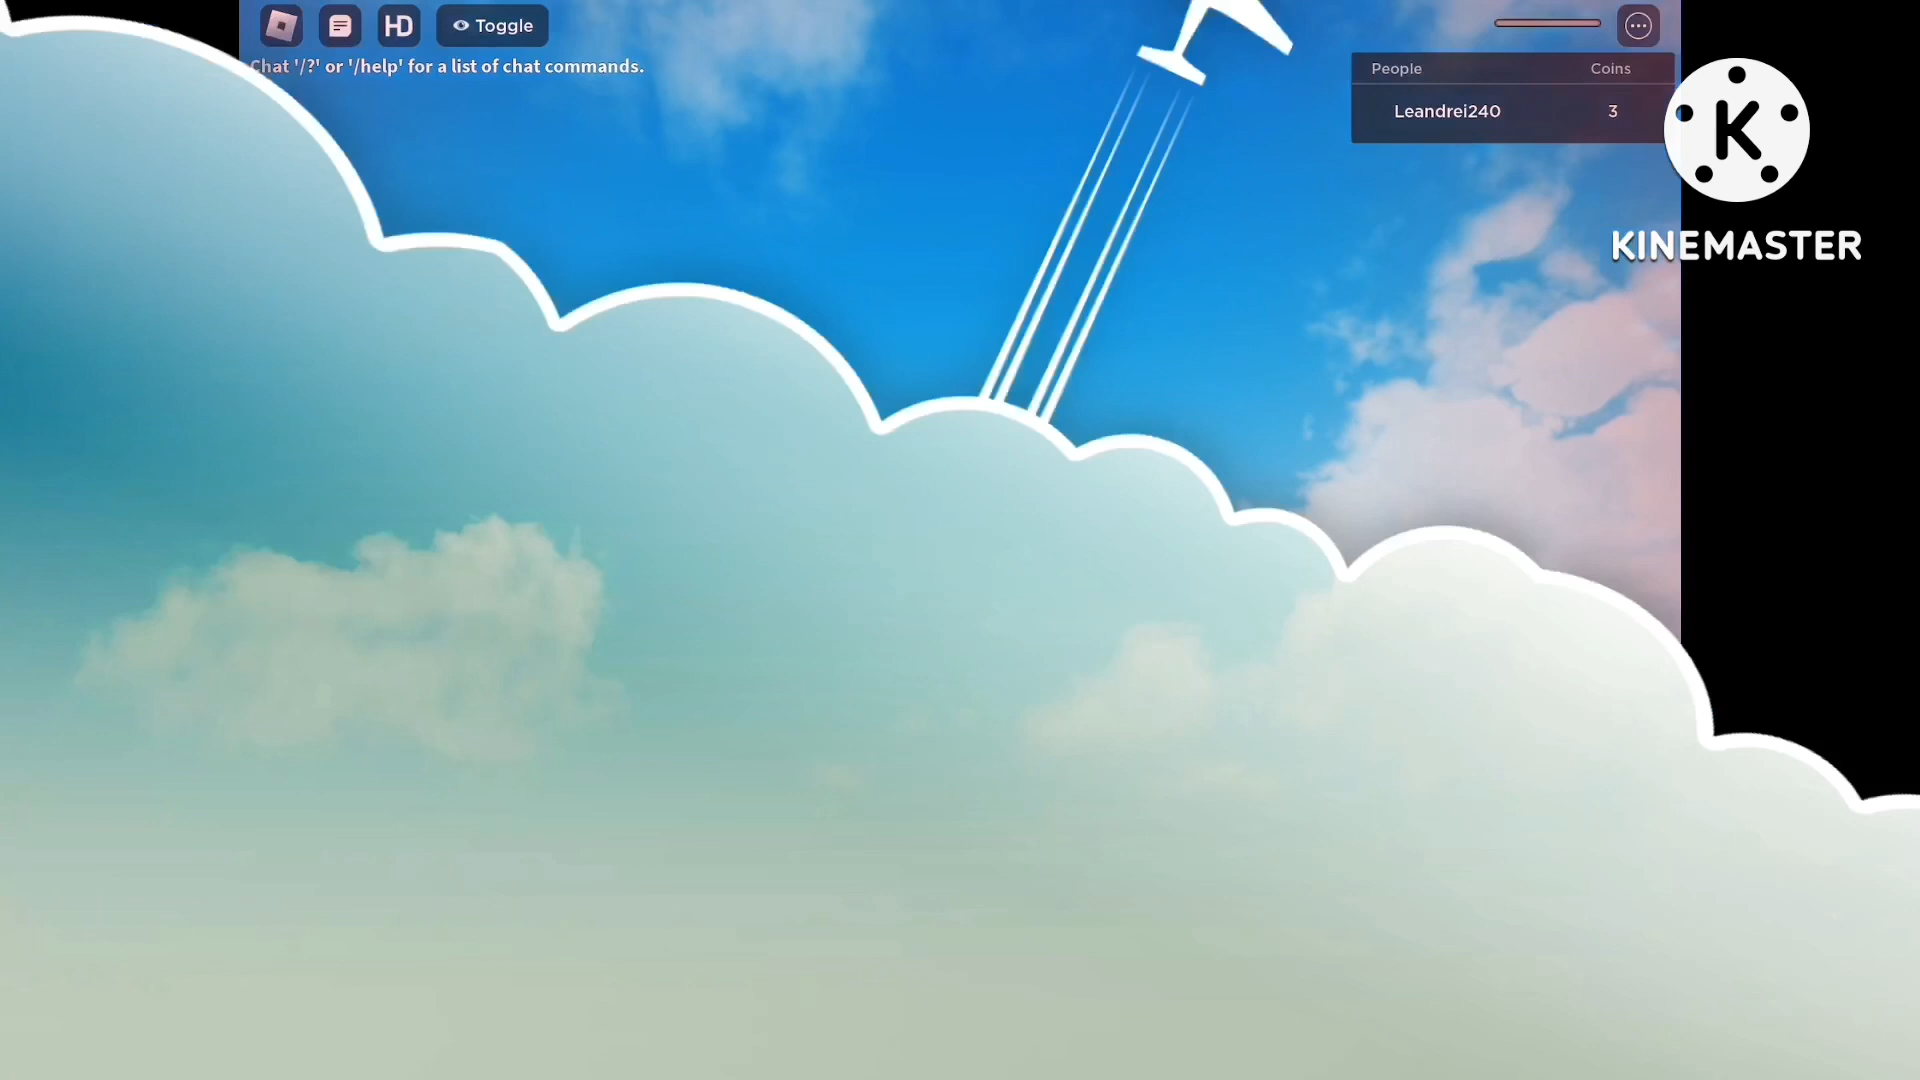 HD
Toggle
Chat '/?' or '/help' for a list of chat commands.
People Coins
Leandrei240 3
K
KINEMASTER